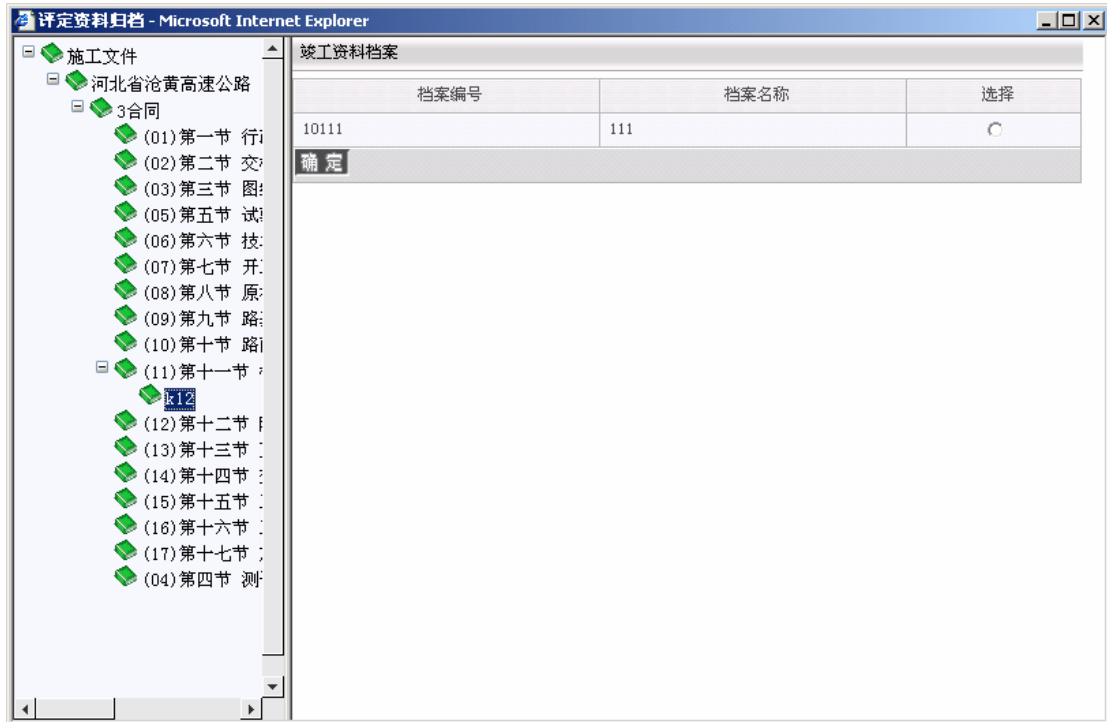 评定资料归档 - Microsoft Internet Explorer
施工文件
河北省沧黄高速公路
3合同
(01)第一节 行
(02)第二节 交
(03)第三节 图
(05)第五节 试
(06)第六节 技
(07)第七节 开
(08)第八节 原
(09)第九节 路
(10)第十节 路
(11)第十一节
k12
(12)第十二节
(13)第十三节
(14)第十四节
(15)第十五节
(16)第十六节
(17)第十七节
(04)第四节 测
竣工资料档案
档案编号 档案名称 选择
10111 111
确定